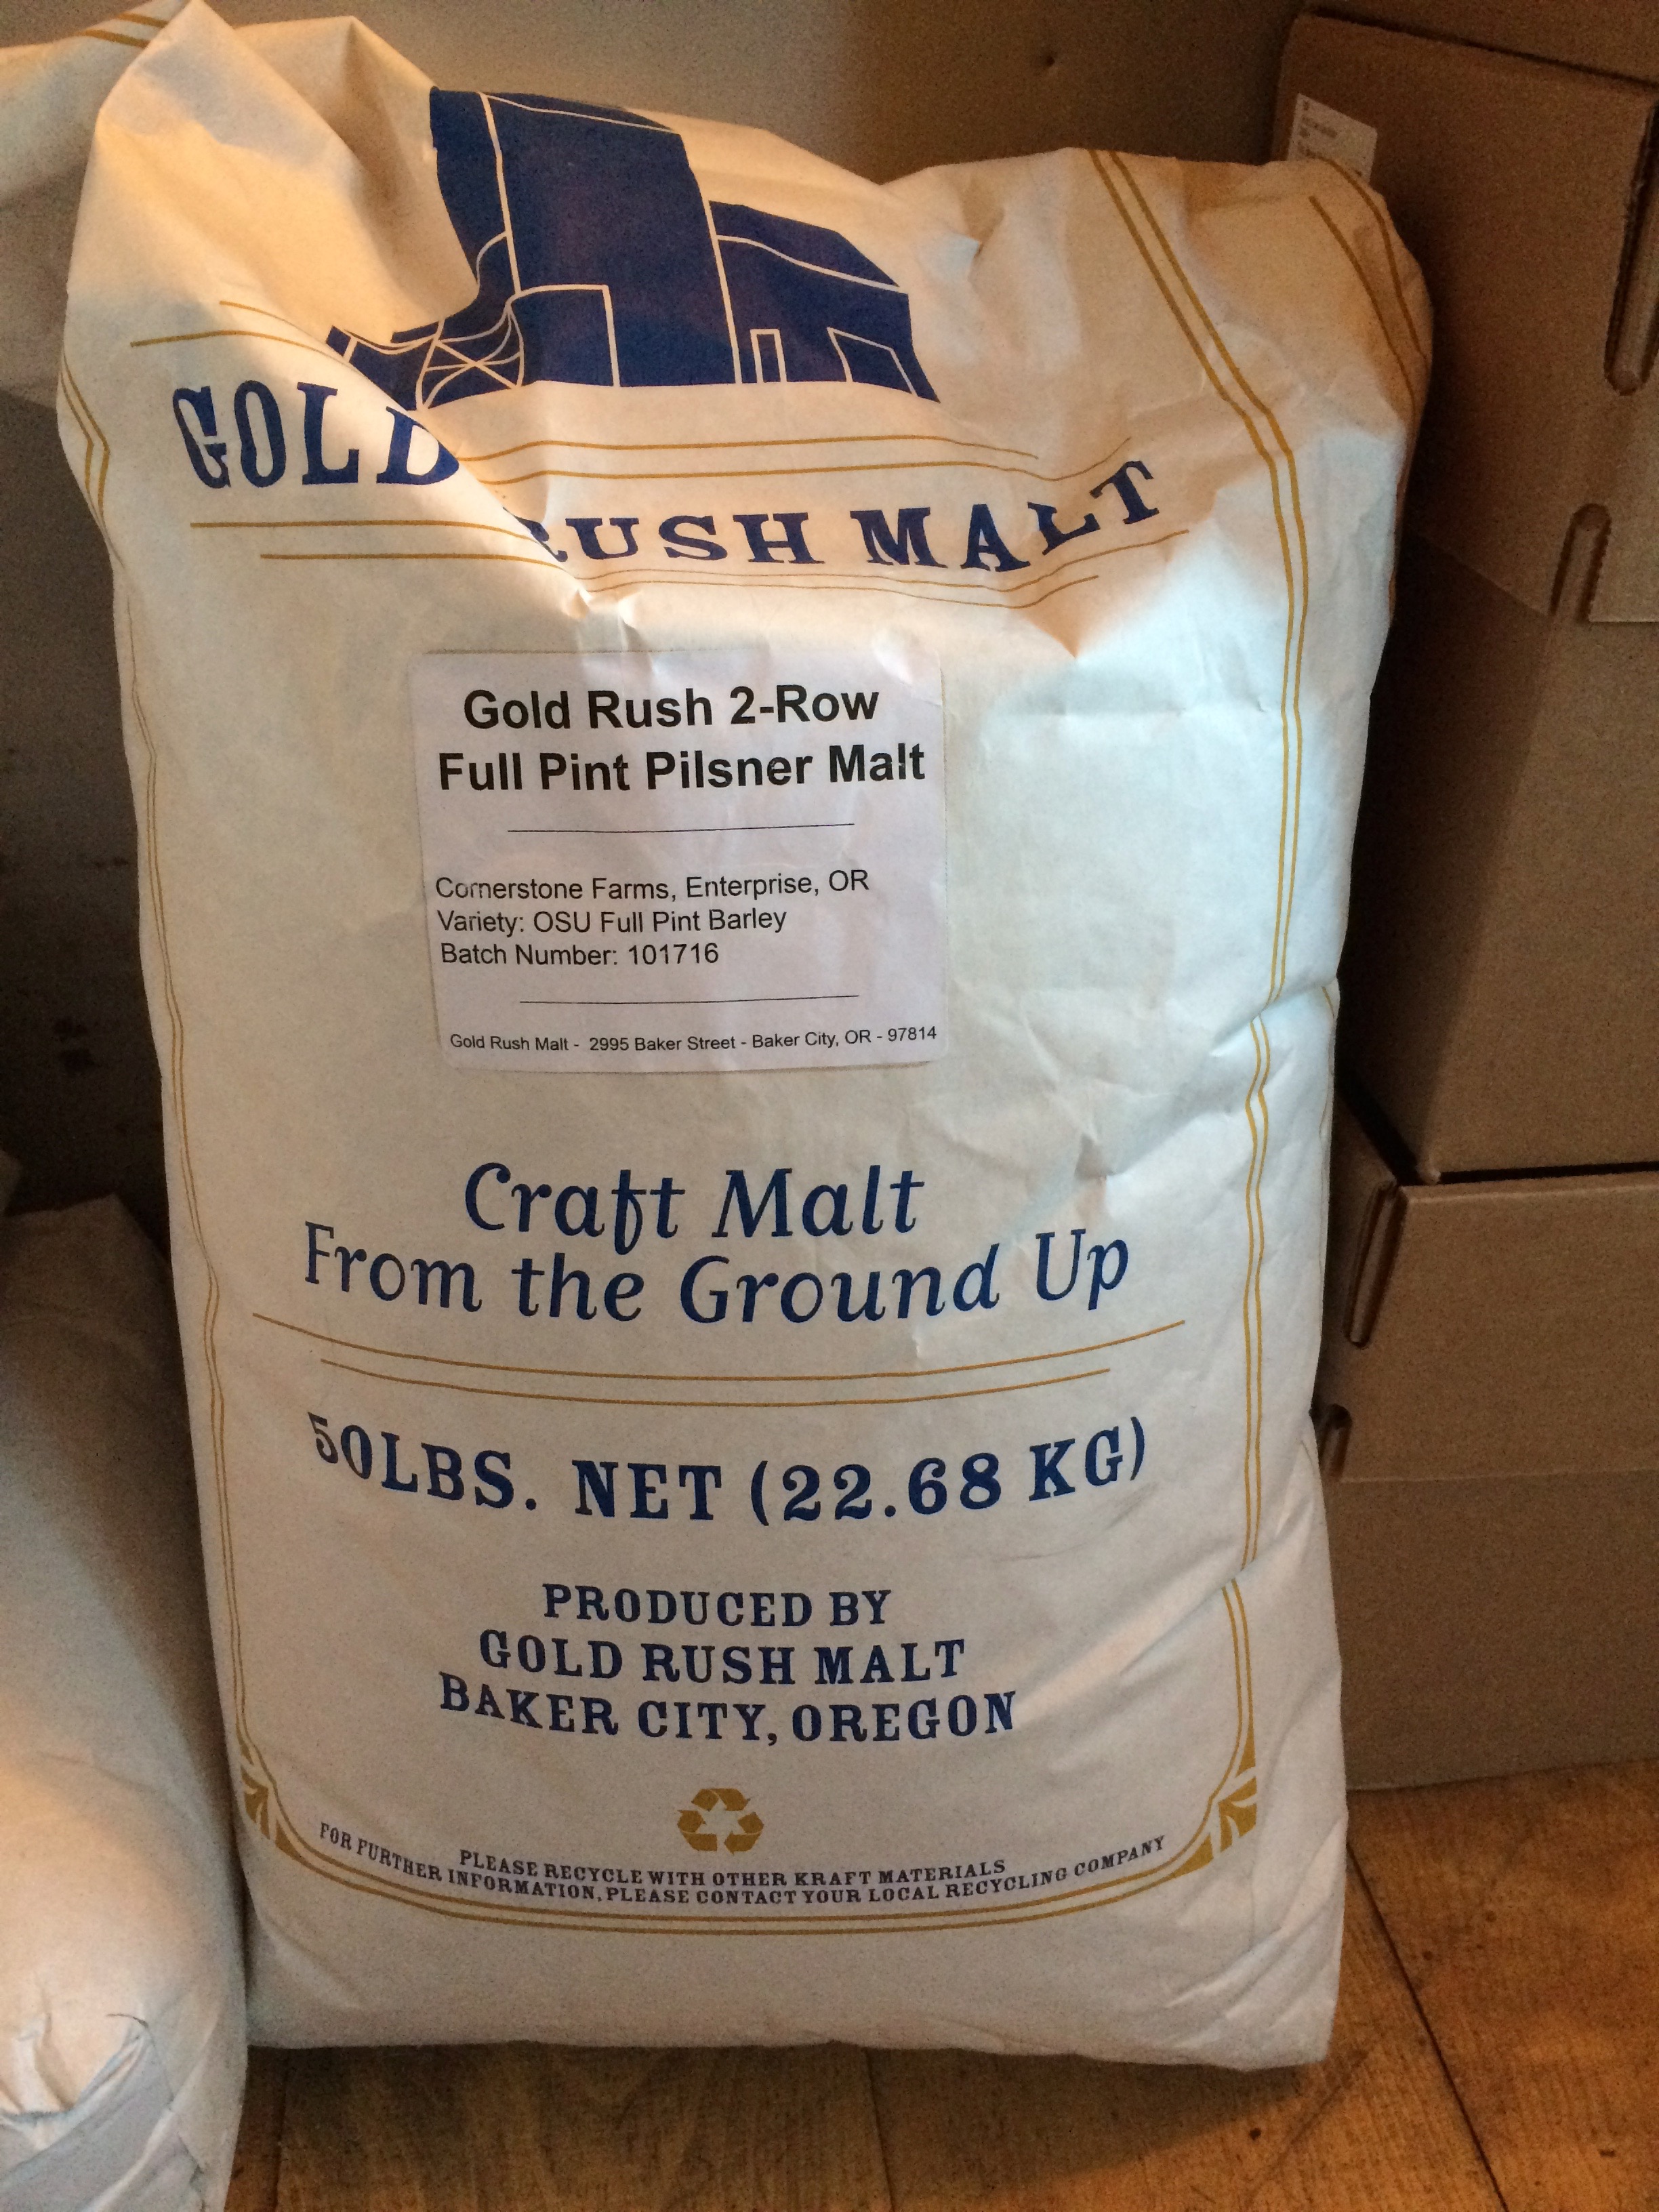 GOLD RUSH MALT
Gold Rush 2-Row
Full Pint Pilsner Malt
Cornerstone Farms, Enterprise, OR
Variety: OSU Full Pint Barley
Batch Number: 101716
Gold Rush Malt - 2995 Baker Street - Baker City, OR - 97814
Craft Malt
From the Ground Up
50LBS. NET (22.68 KG)
PRODUCED BY
GOLD RUSH MALT
BAKER CITY, OREGON
PLEASE RECYCLE WITH OTHER KRAFT MATERIALS
FOR FURTHER INFORMATION, PLEASE CONTACT YOUR LOCAL RECYCLING COMPANY